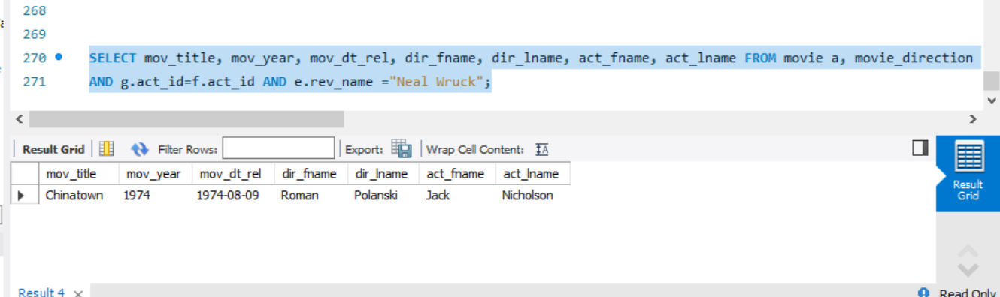 268
269
270 SELECT mov_title, mov_year, mov_dt_rel, dir_fname, dir_lname, act_fname, act_lname FROM movie a, movie_direction
271 AND g.act_id=f.act_id AND e.rev_name ="Neal Wruck";
Result Grid Filter Rows: Export: Wrap Cell Content: IA
mov_title mov_year mov_dt_rel dir_fname dir_lname act_fname act_lname
Chinatown 1974 1974-08-09 Roman Polanski Jack Nicholson
Result
Grid
Result 4 Read Only